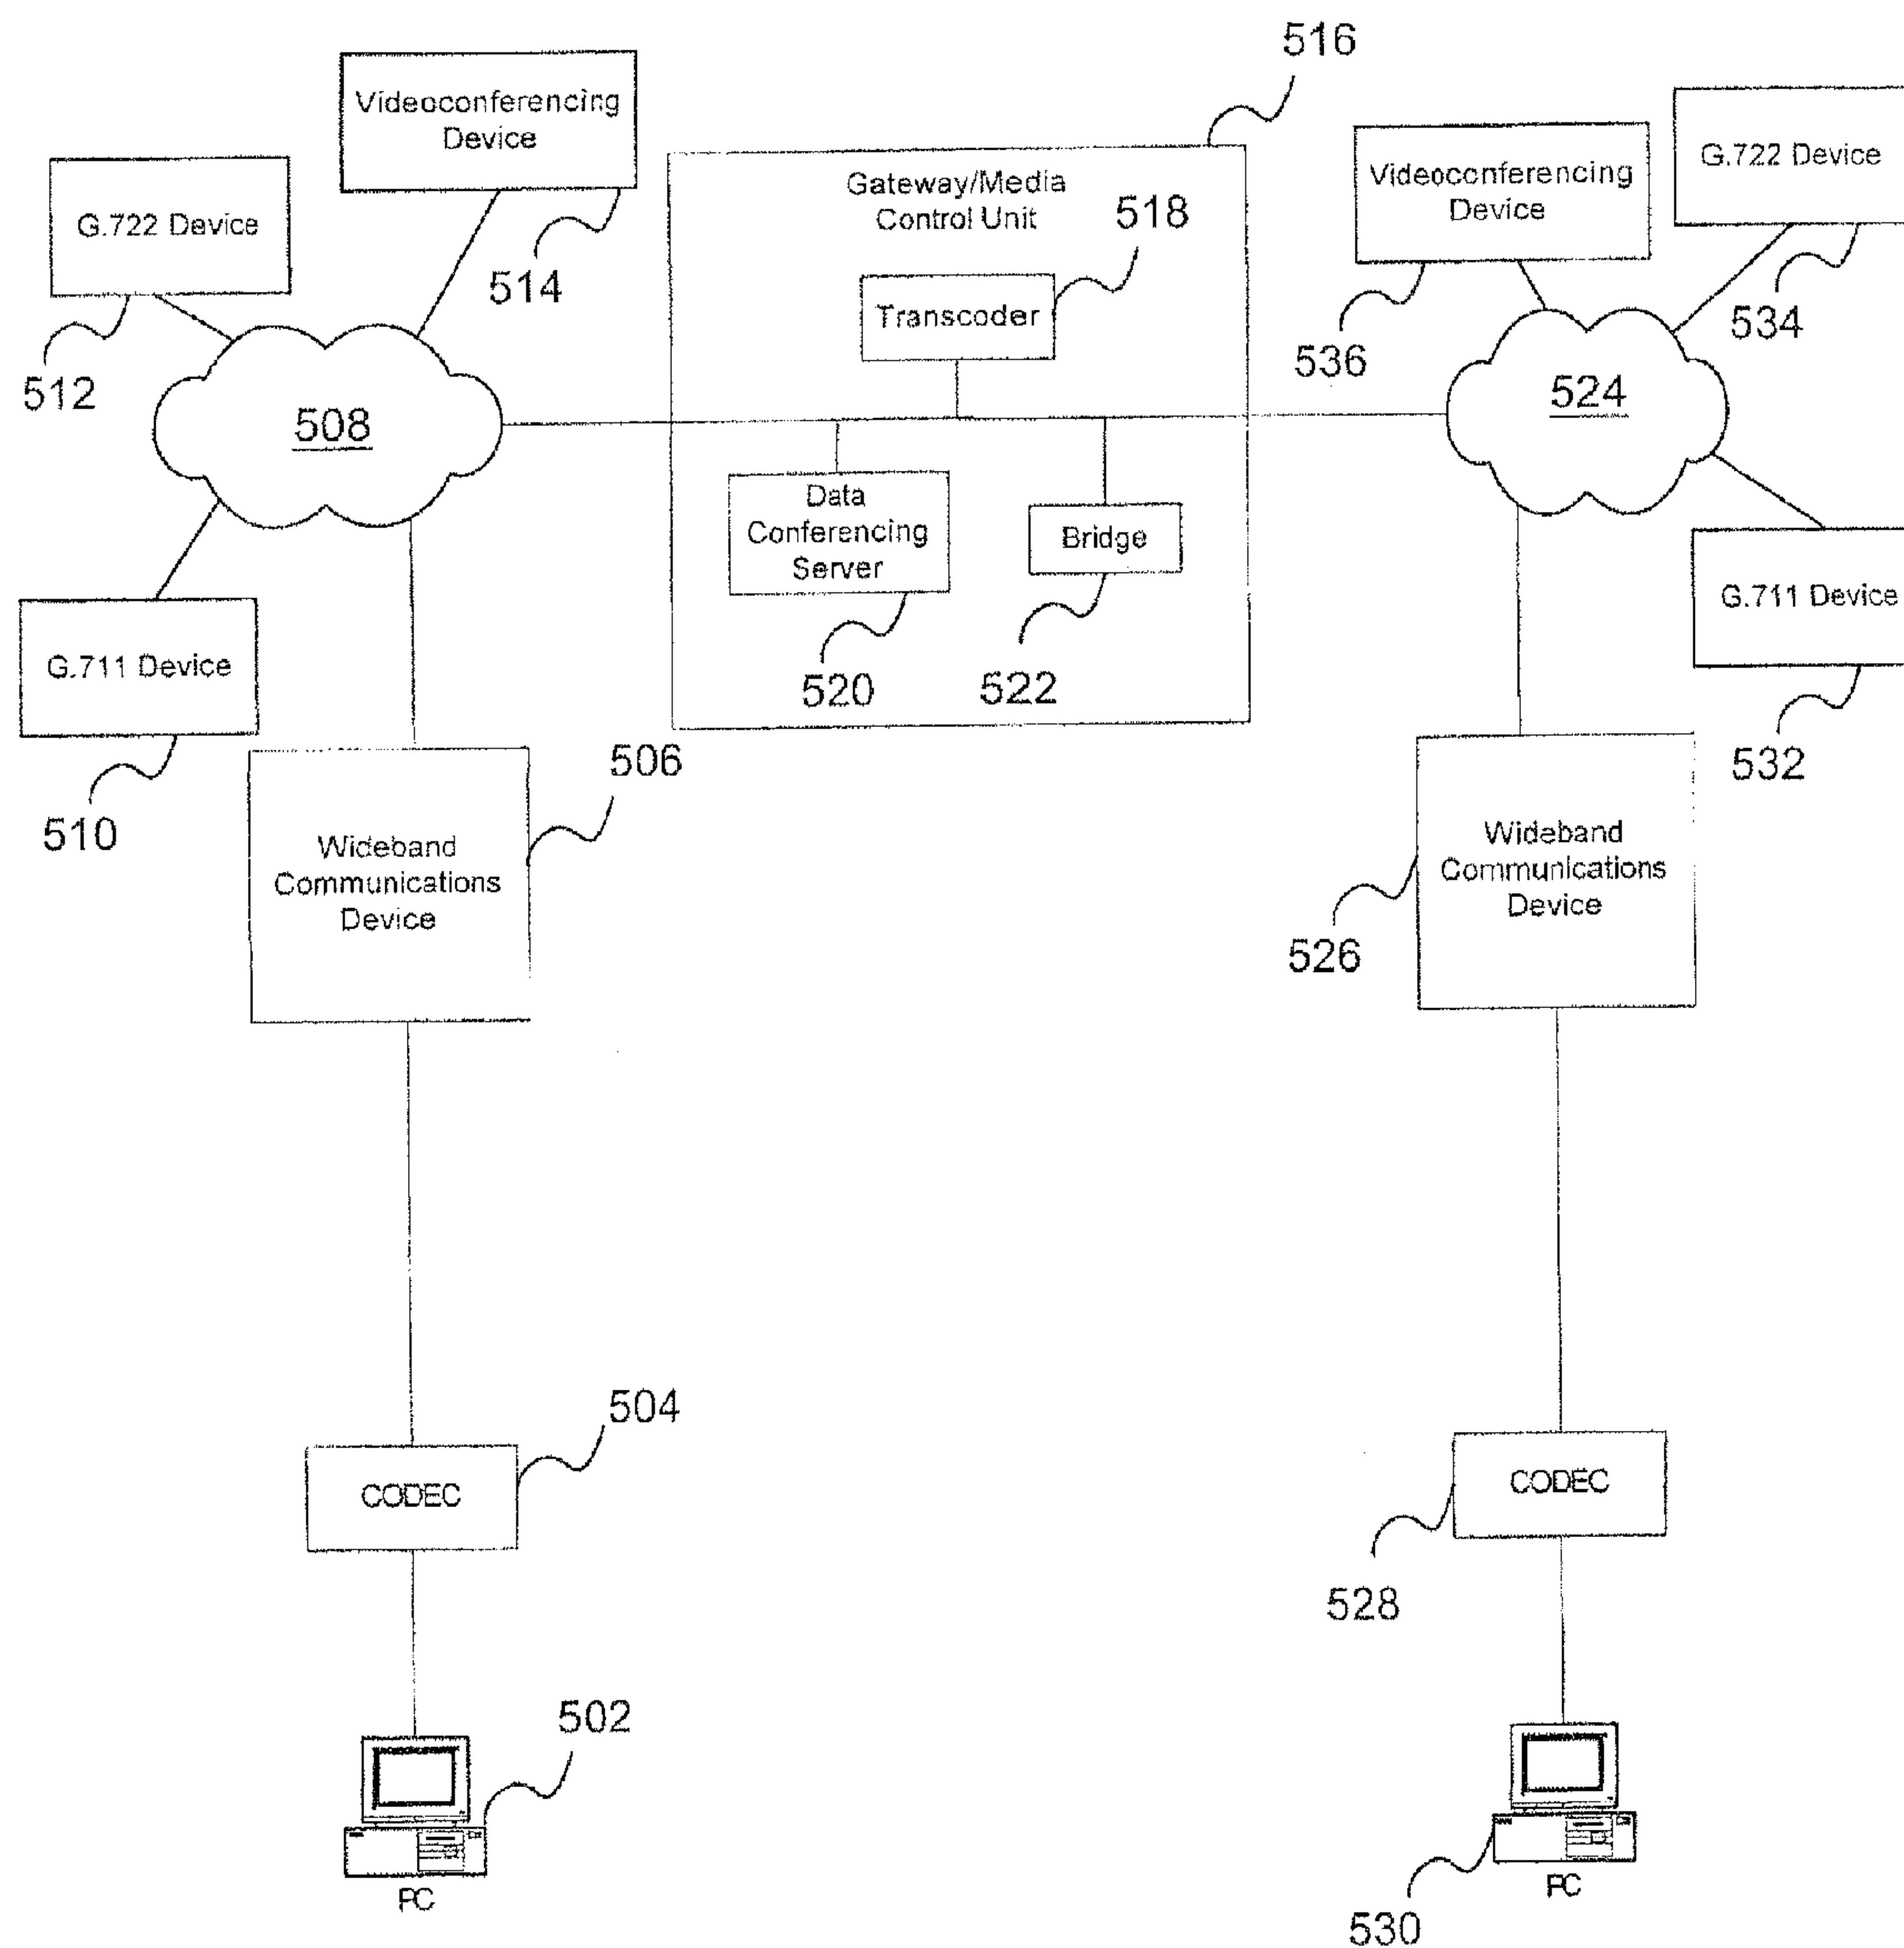 516
Videoconferencing
Device
G.722 Device
Gateway/Media
Control Unit
518
Videoconferencing
Device
G.722 Device
514
Transcoder
536
534
512
508
524
Data
Conferencing
Server
Bridge
G.711 Device
G.711 Device
520
522
510
506
532
Wideband
Communications
Device
Wideband
Communications
Device
526
504
CODEC
CODEC
528
502
PC
PC
530